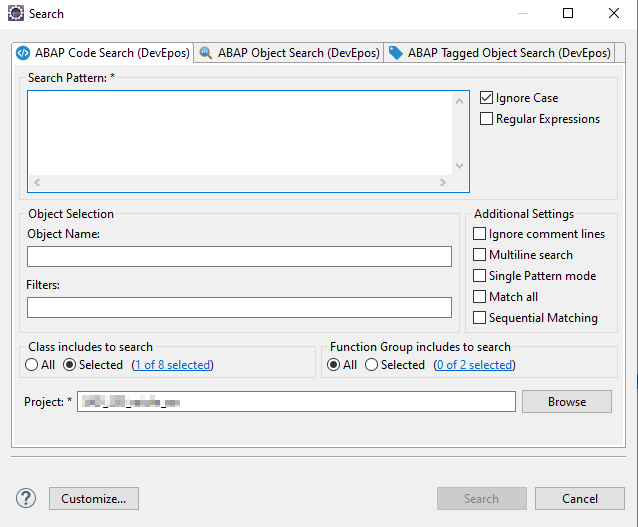 Search
ABAP Code Search (DevEpos) ABAP Object Search (DevEpos) ABAP Tagged Object Search (DevEpos)
Search Pattern: *
Ignore Case
Regular Expressions
Object Selection
Object Name:
Filters:
Additional Settings
Ignore comment lines
Multiline search
Single Pattern mode
Match all
Sequential Matching
Class includes to search
All Selected (1 of 8 selected)
Function Group includes to search
All Selected (0 of 2 selected)
Project: * Browse
? Customize... Search Cancel